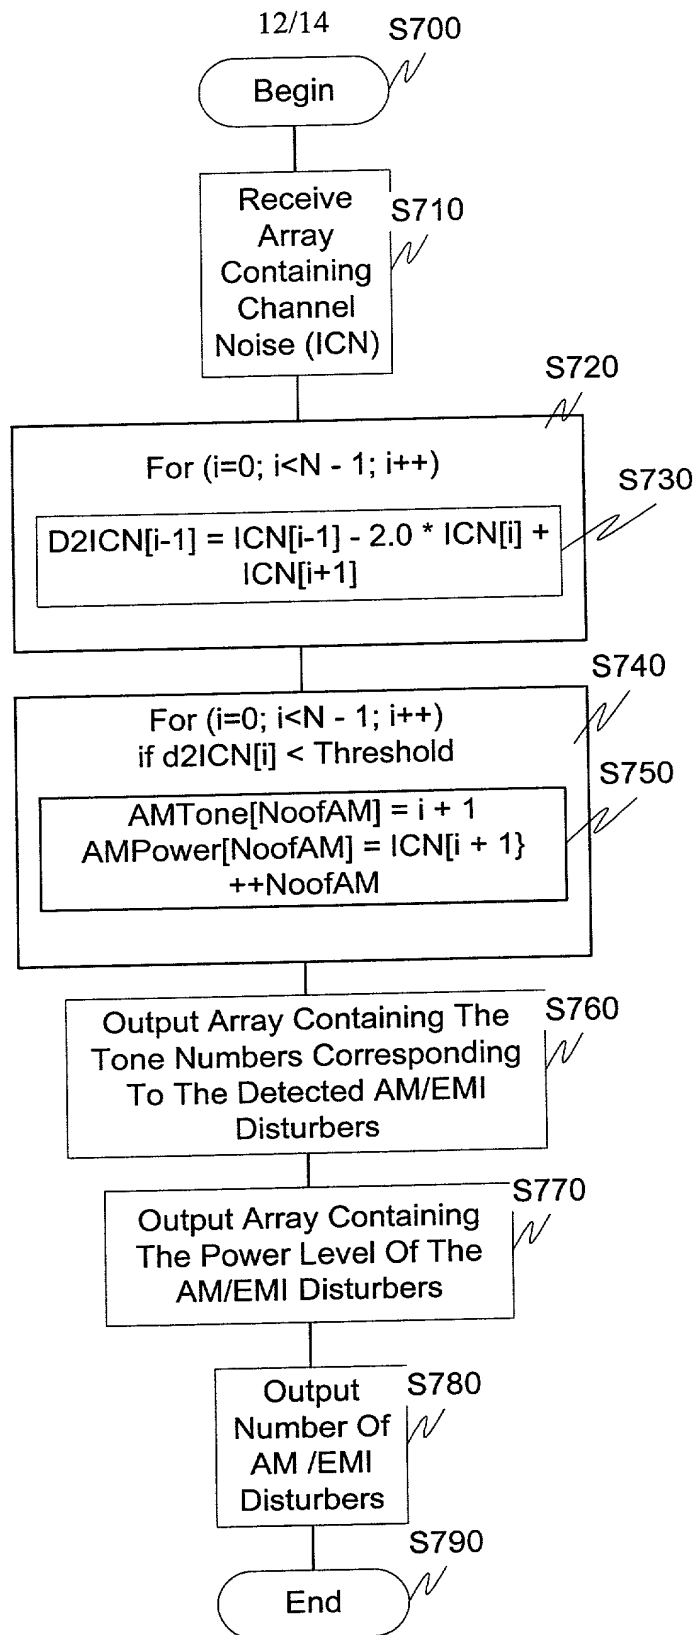 12/14
S700
Begin
S710
Receive
Array
Containing
Channel
Noise (ICN)
S720
For (i=0; i<N - 1; i++)
S730
D2ICN[i-1] = ICN[i-1] - 2.0 * ICN[i] +
ICN[i+1]
S740
For (i=0; i<N - 1; i++)
if d2ICN[i] < Threshold
S750
AMTone[NoofAM] = i + 1
AMPower[NoofAM] = ICN[i + 1}
++NoofAM
S760
Output Array Containing The
Tone Numbers Corresponding
To The Detected AM/EMI
Disturbers
S770
Output Array Containing
The Power Level Of The
AM/EMI Disturbers
S780
Output
Number Of
AM /EMI
Disturbers
S790
End